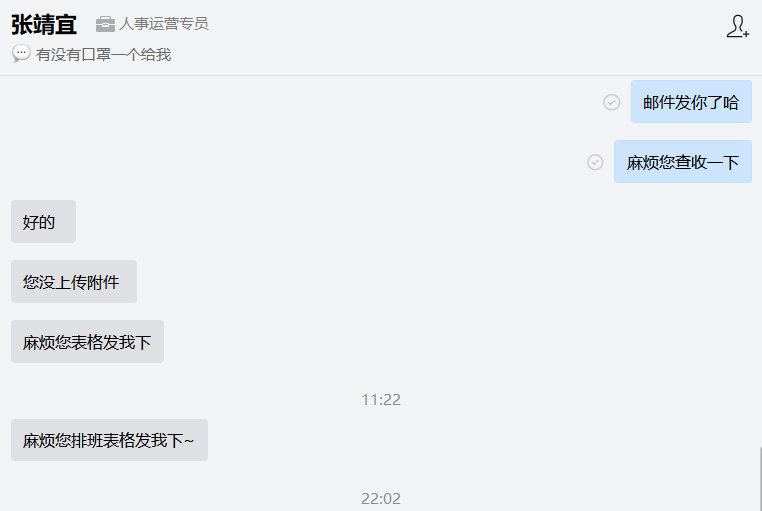 张靖宜 人事运营专员
有没有口罩一个给我
邮件发你了哈
麻烦您查收一下
好的
您没上传附件
麻烦您表格发我下
11:22
麻烦您排班表格发我下~
22:02